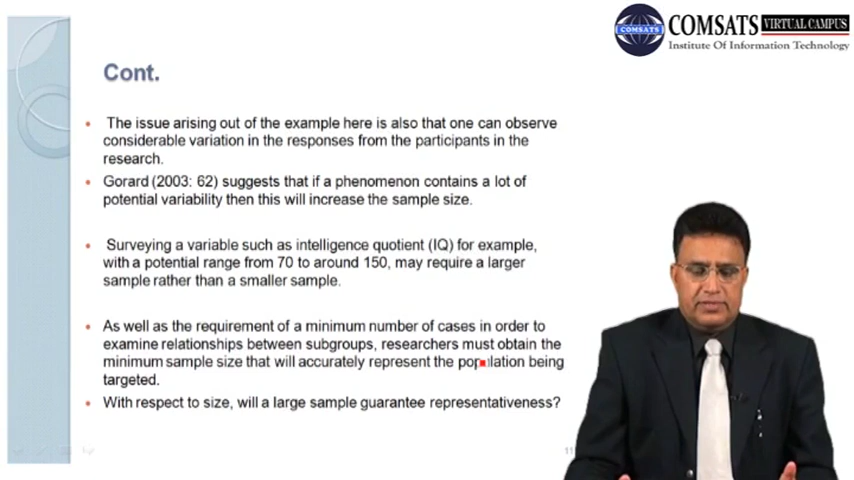 COMSATS VIRTUAL CAMPUS
COMSATS
Institute Of Information Technology
Cont.
The issue arising out of the example here is also that one can observe
considerable variation in the responses from the participants in the
research.
Gorard (2003: 62) suggests that if a phenomenon contains a lot of
potential variability then this will increase the sample size.
Surveying a variable such as intelligence quotient (IQ) for example,
with a potential range from 70 to around 150, may require a larger
sample rather than a smaller sample.
As well as the requirement of a minimum number of cases in order to
examine relationships between subgroups, researchers must obtain the
minimum sample size that will accurately represent the population being
targeted.
With respect to size, will a large sample guarantee representativeness?